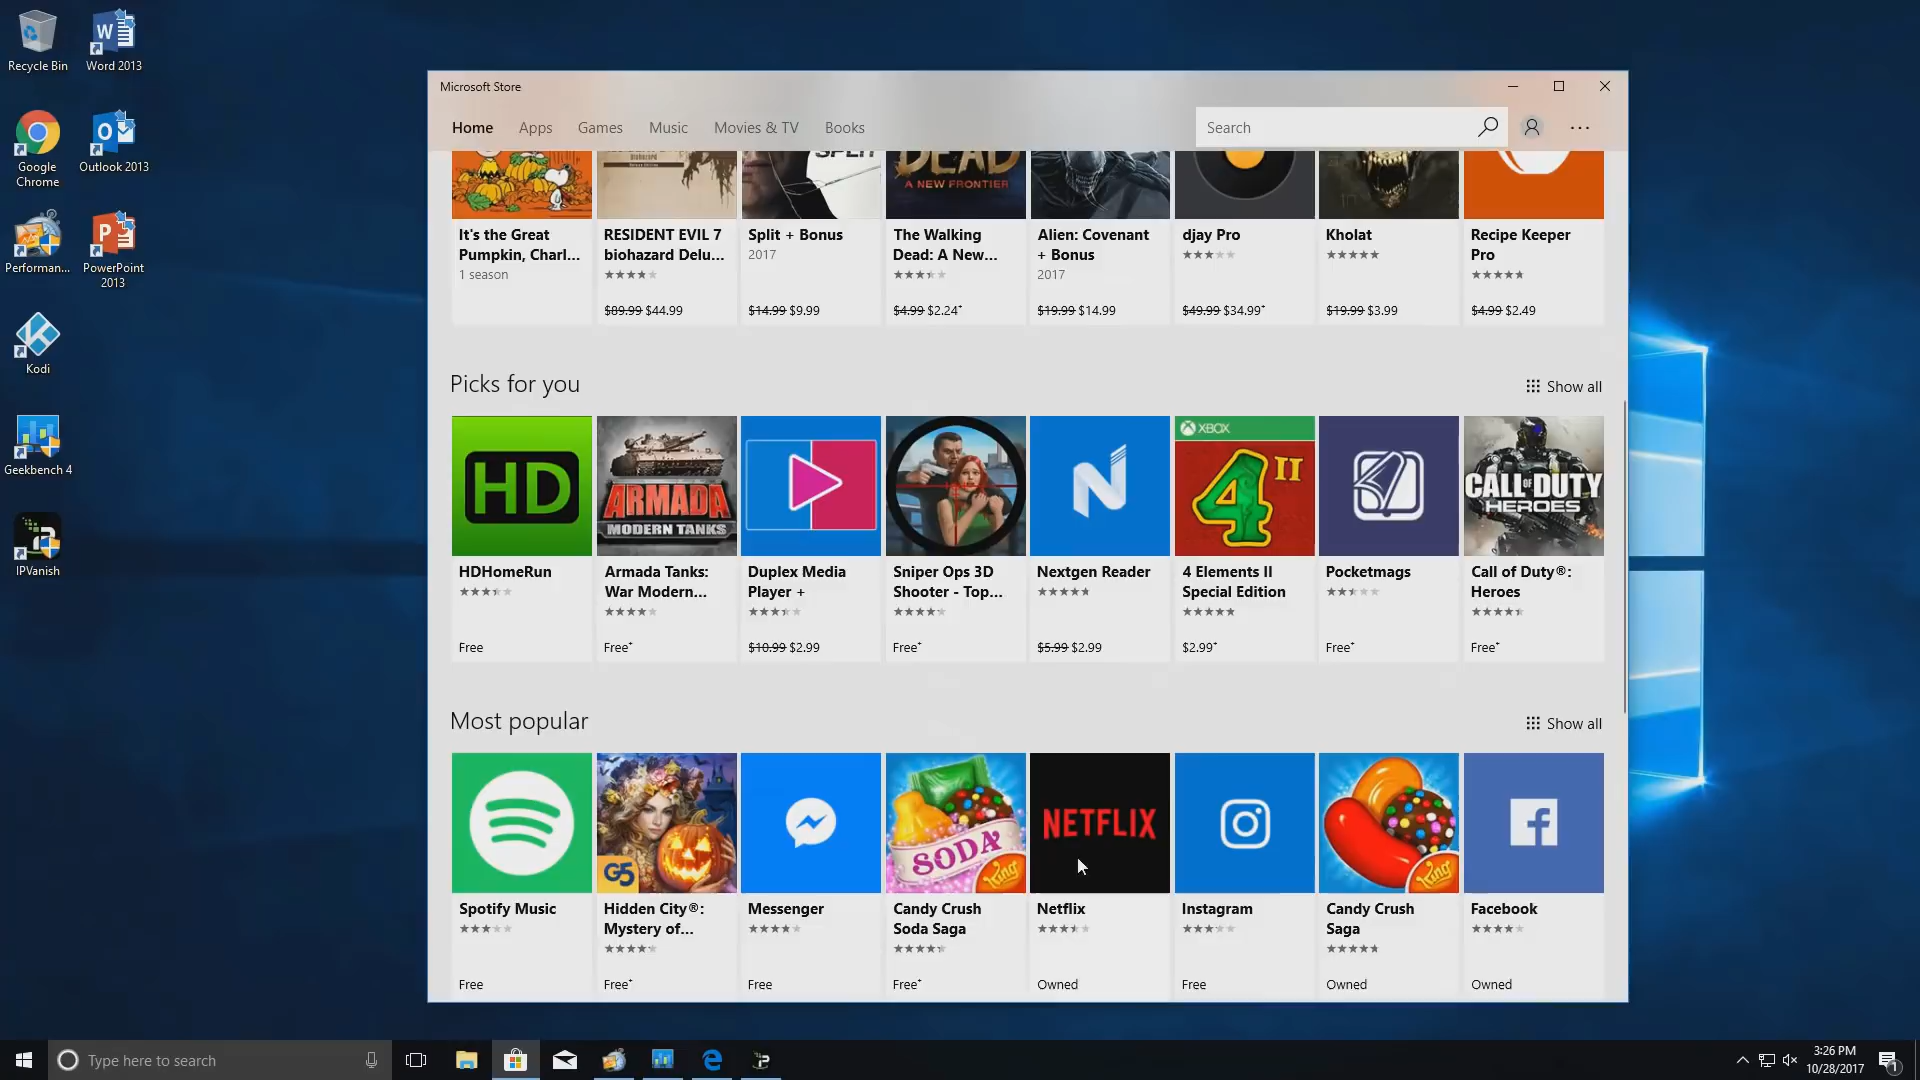 Recycle Bin
Word 2013
Google
Chrome
Outlook 2013
Performan...
PowerPoint
2013
Kodi
Geekbench 4
IPVanish
Microsoft Store
Home Apps Games Music Movies & TV Books
Search
SPLIT
DEAD
A NEW FRONTIER
It's the Great
Pumpkin, Charl...
1 season
RESIDENT EVIL 7
biohazard Delu...
$89.99 $44.99
Split + Bonus
2017
$14.99 $9.99
The Walking
Dead: A New...
$4.99 $2.24*
Alien: Covenant
+ Bonus
2017
$19.99 $14.99
djay Pro
$49.99 $34.99*
Kholat
$19.99 $3.99
Recipe Keeper
Pro
$4.99 $2.49
Picks for you
Show all
HD
HDHomeRun
Free
ARMADA
MODERN TANKS
Armada Tanks:
War Modern...
Free*
Duplex Media
Player +
$10.99 $2.99
Sniper Ops 3D
Shooter - Top...
Free*
N
Nextgen Reader
$5.99 $2.99
XBOX
4 II
4 Elements II
Special Edition
$2.99*
Pocketmags
Free*
CALL OF DUTY
HEROES
Call of Duty®:
Heroes
Free*
Most popular
Show all
Spotify Music
Free
G5
Hidden City®:
Mystery of...
Free*
Messenger
Free
SODA
King
Candy Crush
Soda Saga
Free*
NETFLIX
Netflix
Owned
Instagram
Free
King
Candy Crush
Saga
Owned
f
Facebook
Owned
Type here to search
3:26 PM
10/28/2017
1